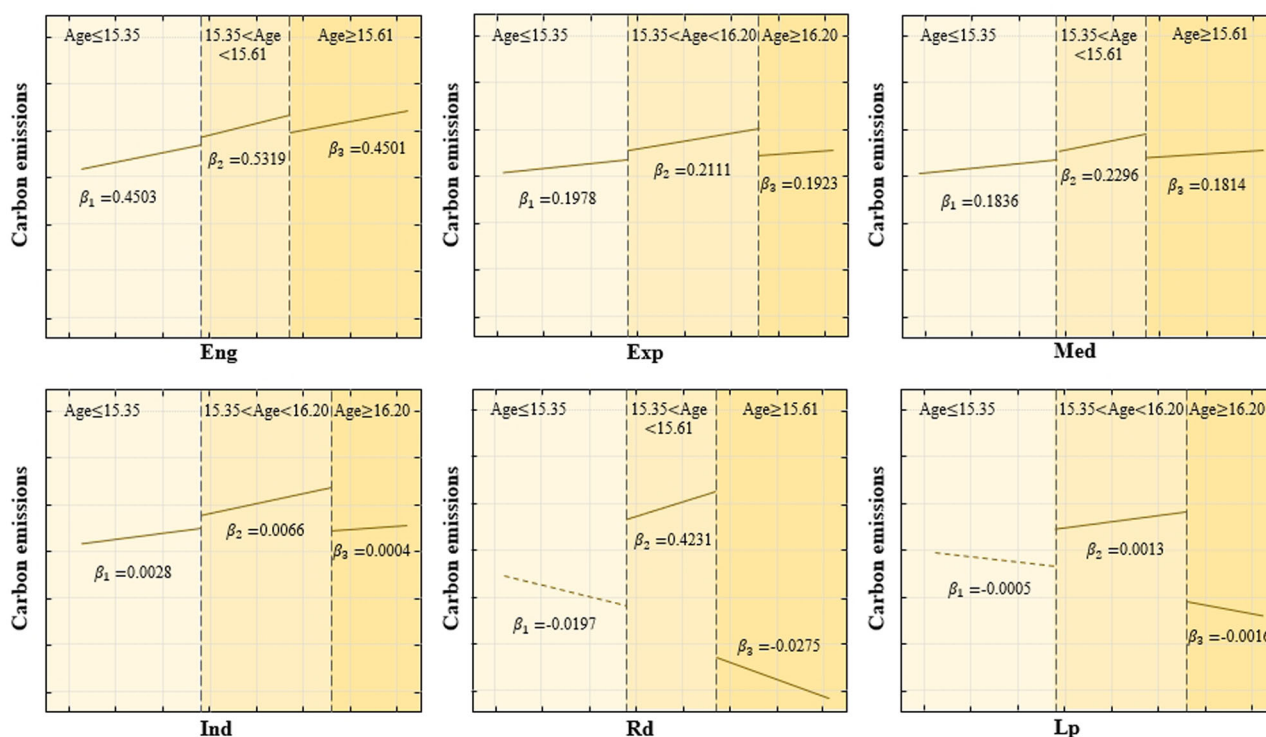 Carbon emissions
Age≤15.35
15.35<Age
<15.61
Age≥15.61
β₁ =0.4503
β₂ =0.5319
β₃ =0.4501
Eng
Carbon emissions
Age≤15.35
15.35<Age<16.20
Age≥16.20
β₁ =0.1978
β₂ =0.2111
β₃ =0.1923
Exp
Carbon emissions
Age≤15.35
15.35<Age
<15.61
Age≥15.61
β₁ =0.1836
β₂ =0.2296
β₃ =0.1814
Med
Carbon emissions
Age≤15.35
15.35<Age<16.20
Age≥16.20
β₁ =0.0028
β₂ =0.0066
β₃ =0.0004
Ind
Carbon emissions
Age≤15.35
15.35<Age
<15.61
Age≥15.61
β₁ =-0.0197
β₂ =0.4231
β₃ =-0.0275
Rd
Carbon emissions
Age≤15.35
15.35<Age<16.20
Age≥16.20
β₁ =-0.0005
β₂ =0.0013
β₃ =-0.0016
Lp